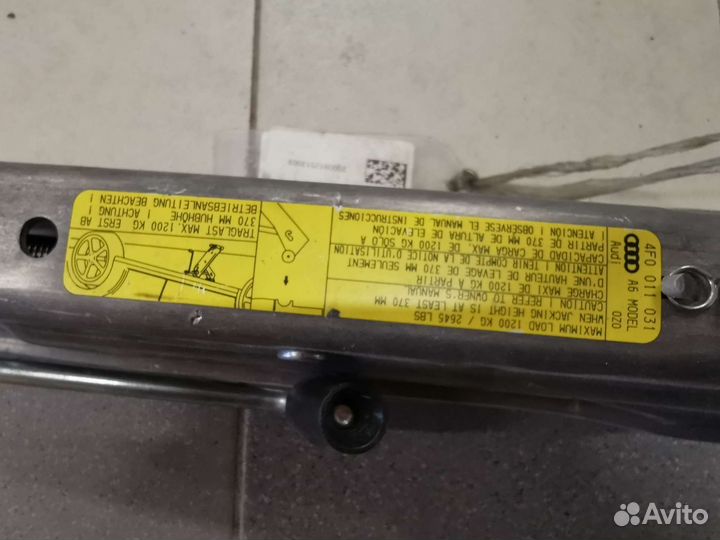 4F0 011 031
Audi AG MODEL 0Z0
MAXIMUM LOAD 1200 KG / 2645 LBS
WHEN JACKING HEIGHT IS AT LEAST 370 MM
CAUTION ! REFER TO OWNER'S MANUAL
CHARGE MAXI DE 1200 KG A PARTIR
D'UNE HAUTEUR DE LEVAGE DE 370 MM SEULEMENT
ATTENTION ! TENIR COMPTE DE LA NOTICE D'UTILISATION
CAPACIDAD DE CARGA DE MAX. 1200 KG SOLO A
PARTIR DE 370 MM DE ALTURA DE ELEVACION
ATENCION ! OBSERVESE EL MANUAL DE INSTRUCCIONES
TRAGLAST MAX. 1200 KG ERST AB
370 MM HUBHÖHE ! ACHTUNG !
BETRIEBSANLEITUNG BEACHTEN !
Avito